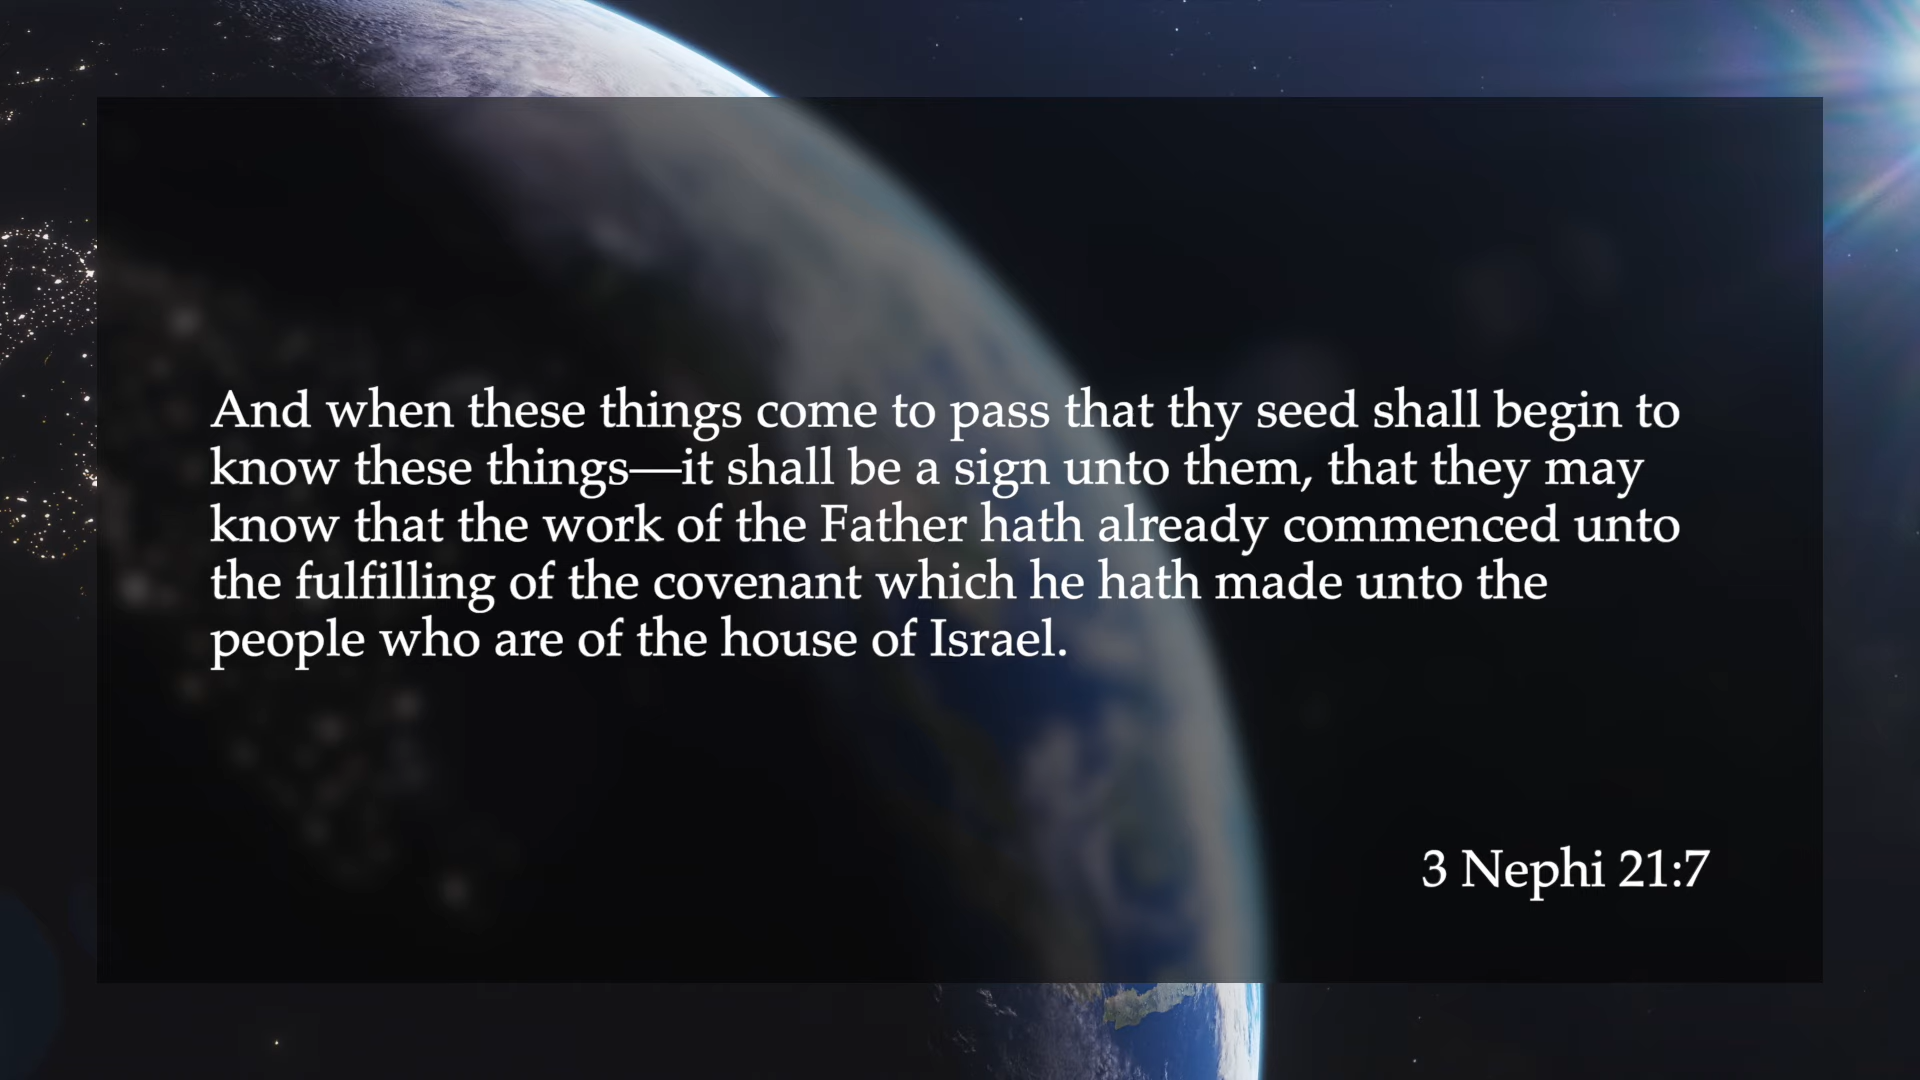 And when these things come to pass that thy seed shall begin to
know these things—it shall be a sign unto them, that they may
know that the work of the Father hath already commenced unto
the fulfilling of the covenant which he hath made unto the
people who are of the house of Israel.
3 Nephi 21:7